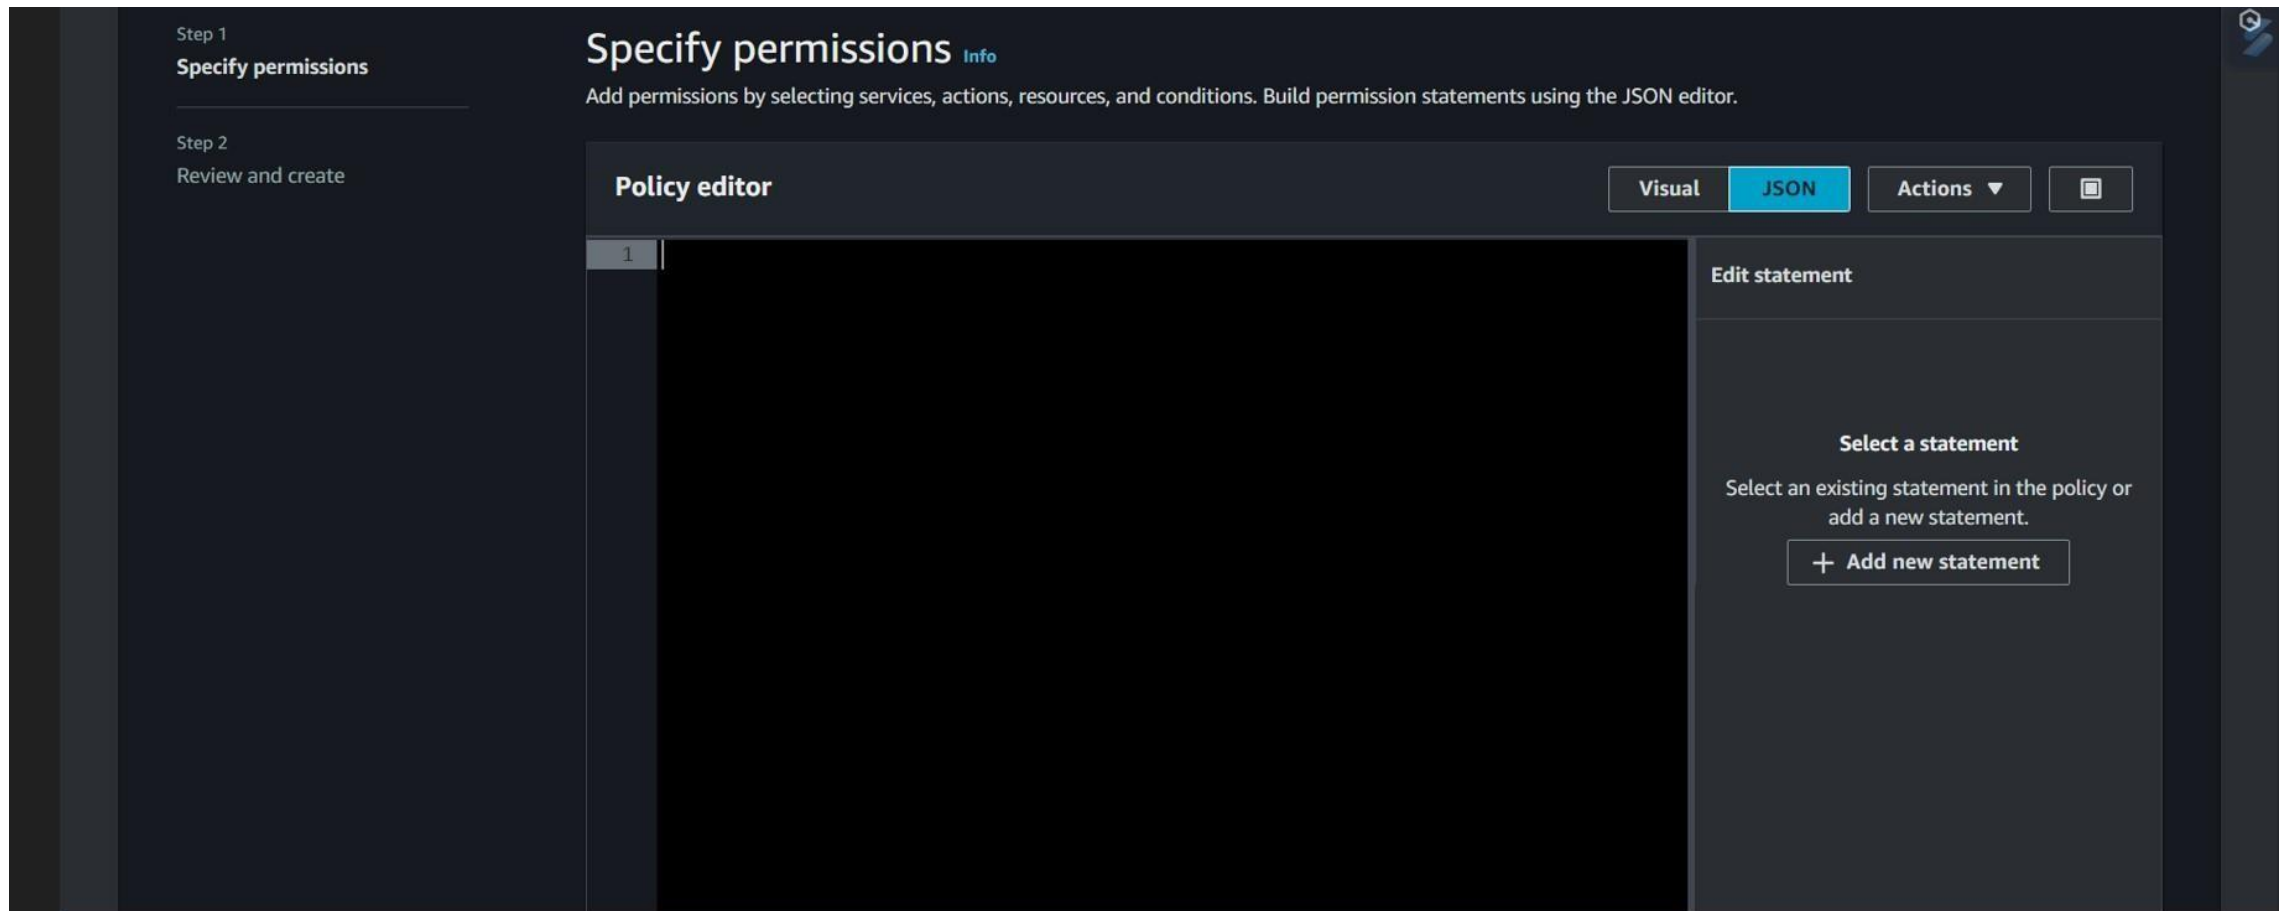 Step 1
Specify permissions
Step 2
Review and create
Specify permissions Info
Add permissions by selecting services, actions, resources, and conditions. Build permission statements using the JSON editor.
Policy editor
Visual
JSON
Actions
1
Edit statement
Select a statement
Select an existing statement in the policy or
add a new statement.
+ Add new statement